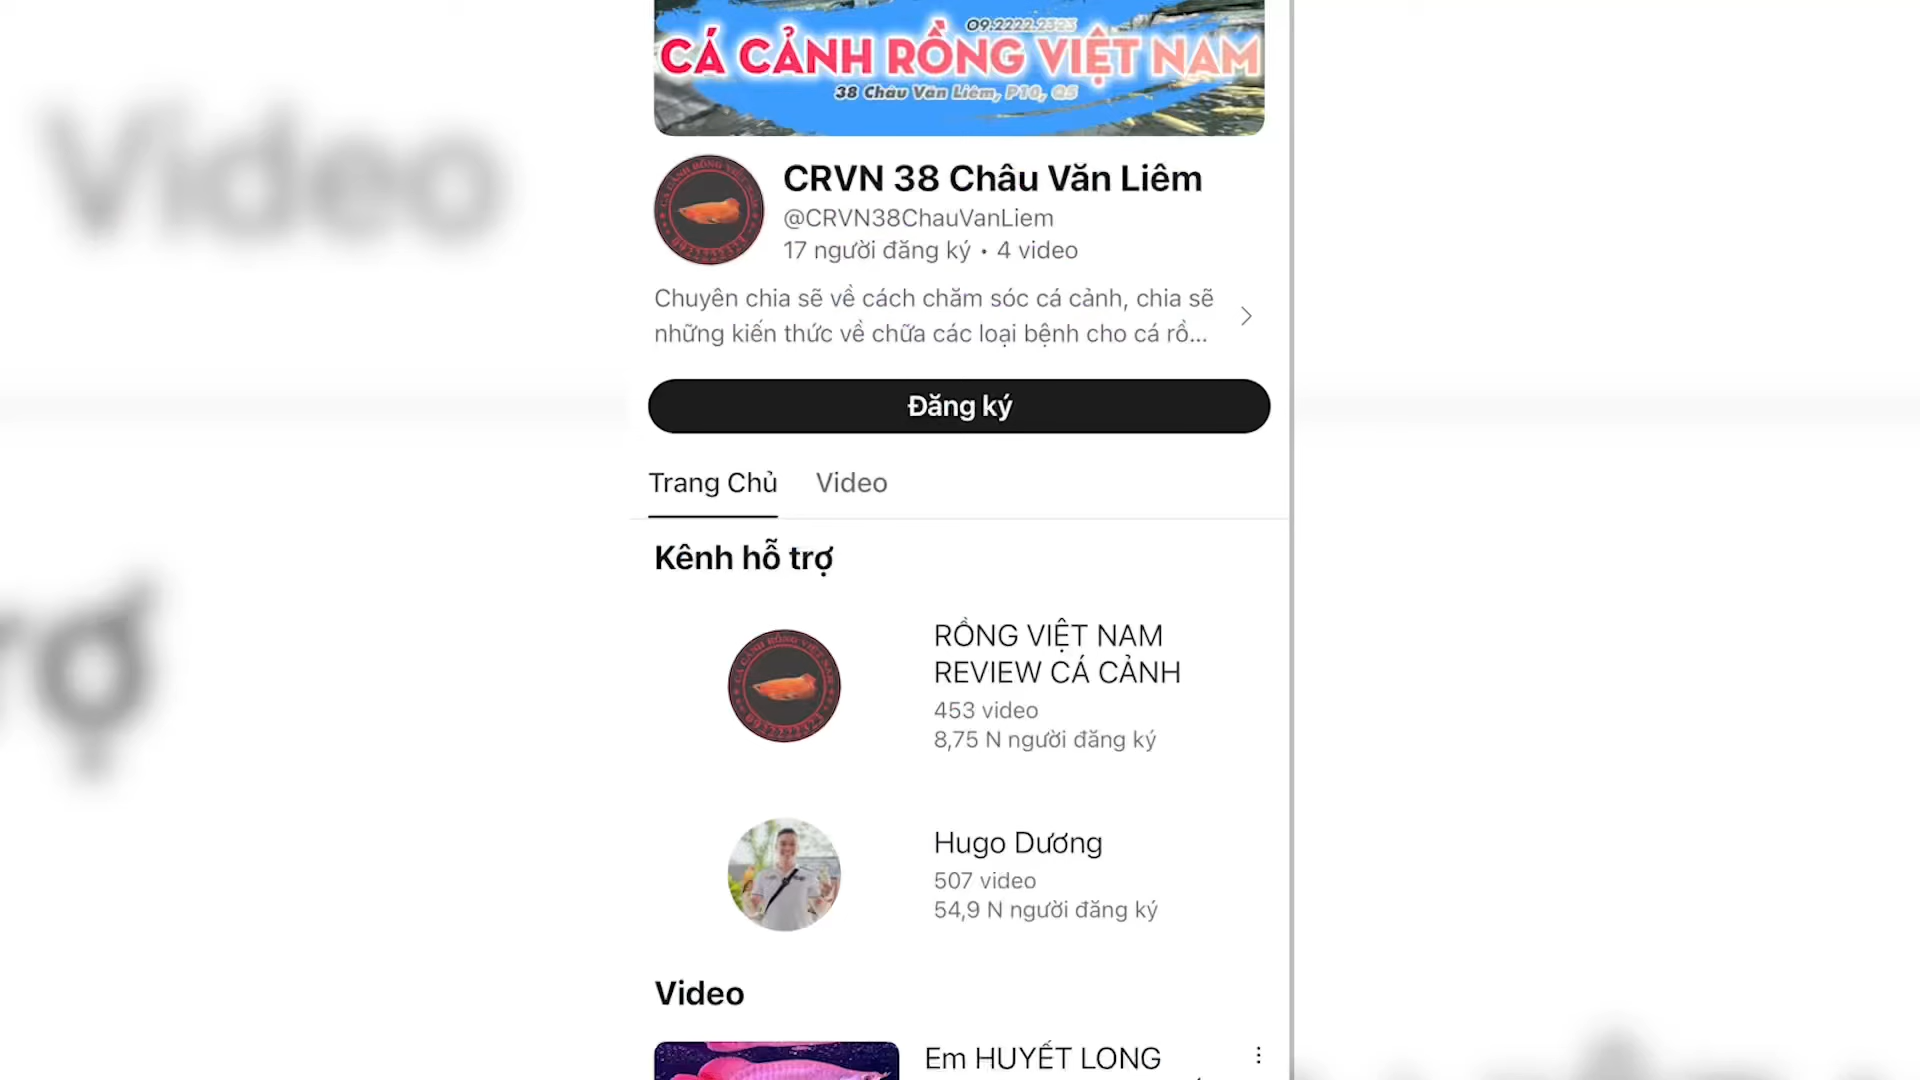 09.2222.2323
CÁ CẢNH RỒNG VIỆT NAM
38 Châu Văn Liêm, P10, Q5
CRVN 38 Châu Văn Liêm
@CRVN38ChauVanLiem
17 người đăng ký • 4 video
Chuyên chia sẽ về cách chăm sóc cá cảnh, chia sẽ
những kiến thức về chữa các loại bệnh cho cá rồ...
Đăng ký
Trang Chủ Video
Kênh hỗ trợ
RỒNG VIỆT NAM
REVIEW CÁ CẢNH
453 video
8,75 N người đăng ký
Hugo Dương
507 video
54,9 N người đăng ký
Video
Em HUYẾT LONG
Video